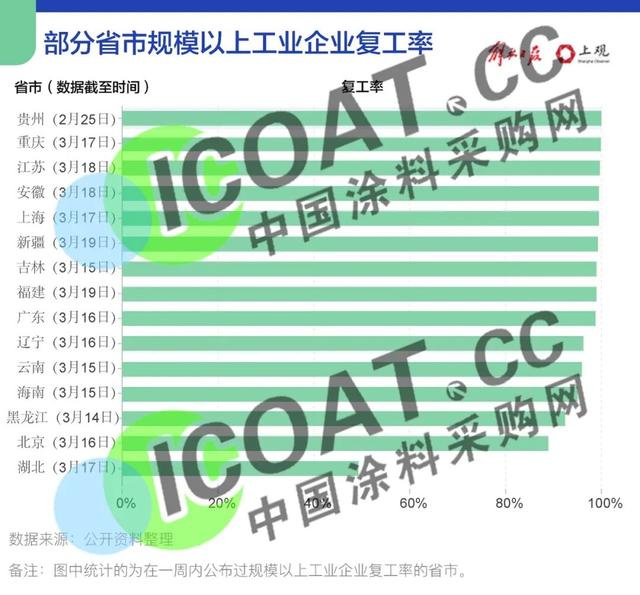 部分省市规模以上工业企业复工率
解放日报 上观
Shanghai Observer
省市（数据截至时间） 复工率
贵州（2月25日）
重庆（3月17日）
江苏（3月18日）
安徽（3月18日）
上海（3月17日）
新疆（3月19日）
吉林（3月15日）
福建（3月19日）
广东（3月16日）
辽宁（3月16日）
云南（3月15日）
海南（3月15日）
黑龙江（3月14日）
北京（3月16日）
湖北（3月17日）
0% 20% 40% 60% 80% 100%
数据来源：公开资料整理
备注：图中统计的为在一周内公布过规模以上工业企业复工率的省市。
ICOAT.CC
中国涂料采购网
ICOAT.CC
中国涂料采购网